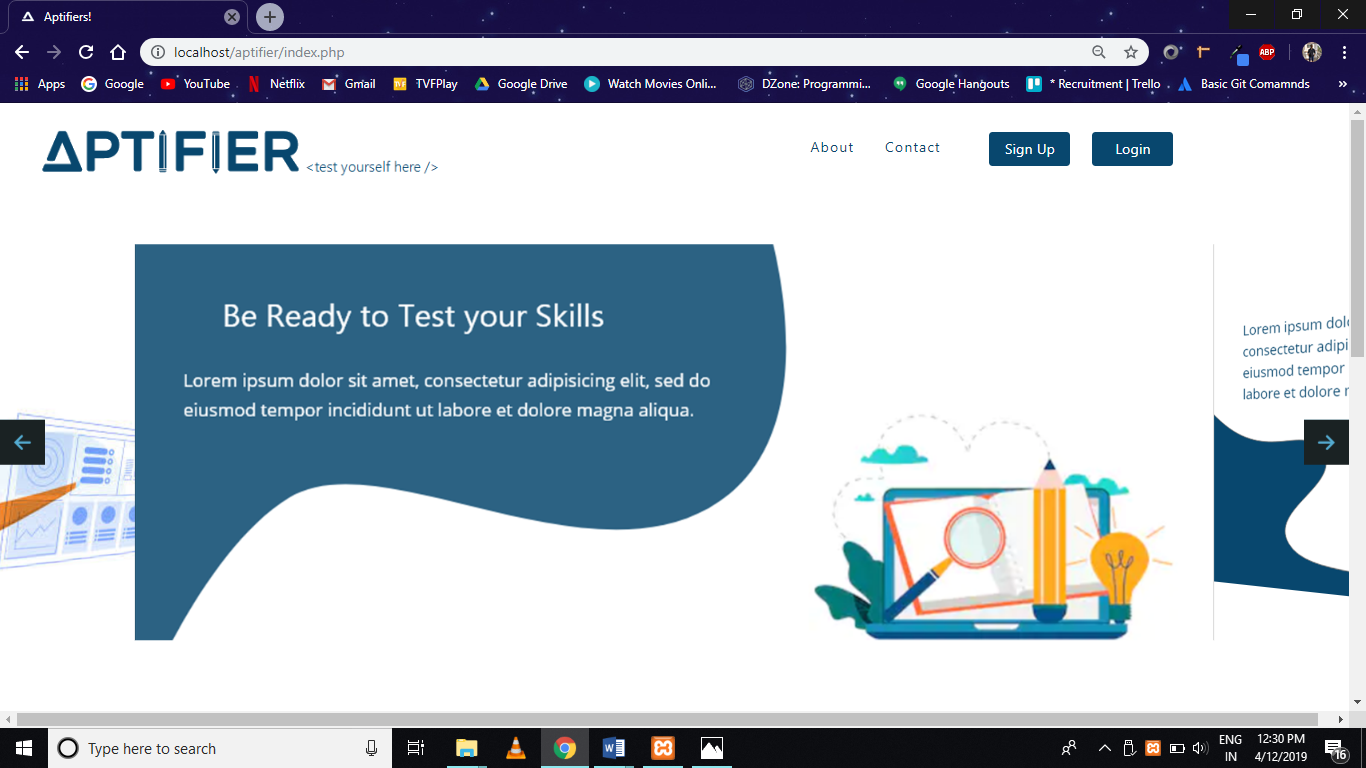 Aptifiers!
localhost/aptifier/index.php
ABP
Apps Google YouTube Netflix Gmail TVFPlay Google Drive Watch Movies Onli... DZone: Programmi... Google Hangouts * Recruitment | Trello Basic Git Comamnds »
APTIFIER <test yourself here />
About Contact Sign Up Login
Be Ready to Test your Skills
Lorem ipsum dolor sit amet, consectetur adipisicing elit, sed do
eiusmod tempor incididunt ut labore et dolore magna aliqua.
Lorem ipsum dol
consectetur adipi
eiusmod tempor
labore et dolore
Type here to search
ENG
IN
12:30 PM
4/12/2019
16